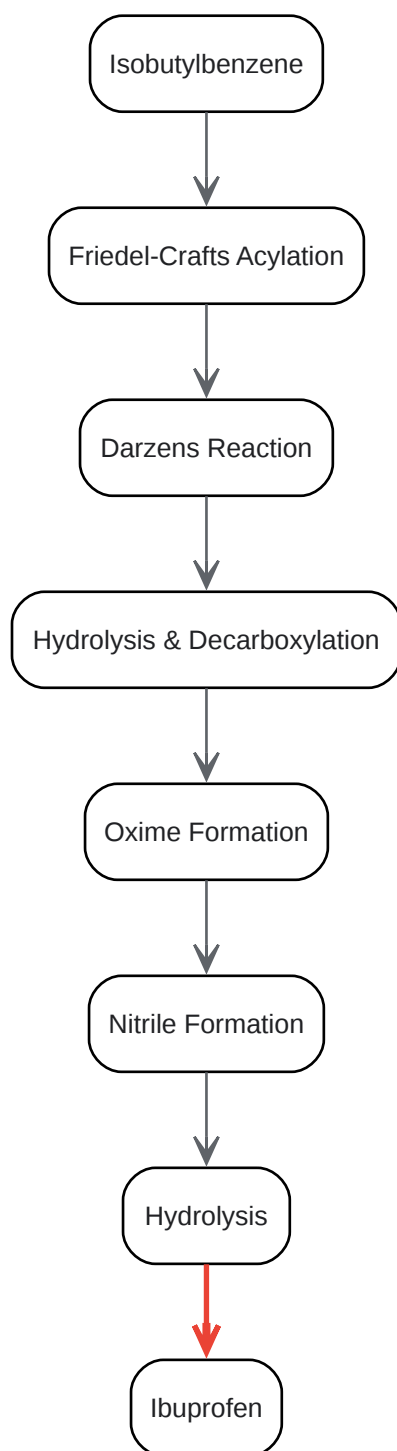 Isobutylbenzene
Friedel-Crafts Acylation
Darzens Reaction
Hydrolysis & Decarboxylation
Oxime Formation
Nitrile Formation
Hydrolysis
Ibuprofen